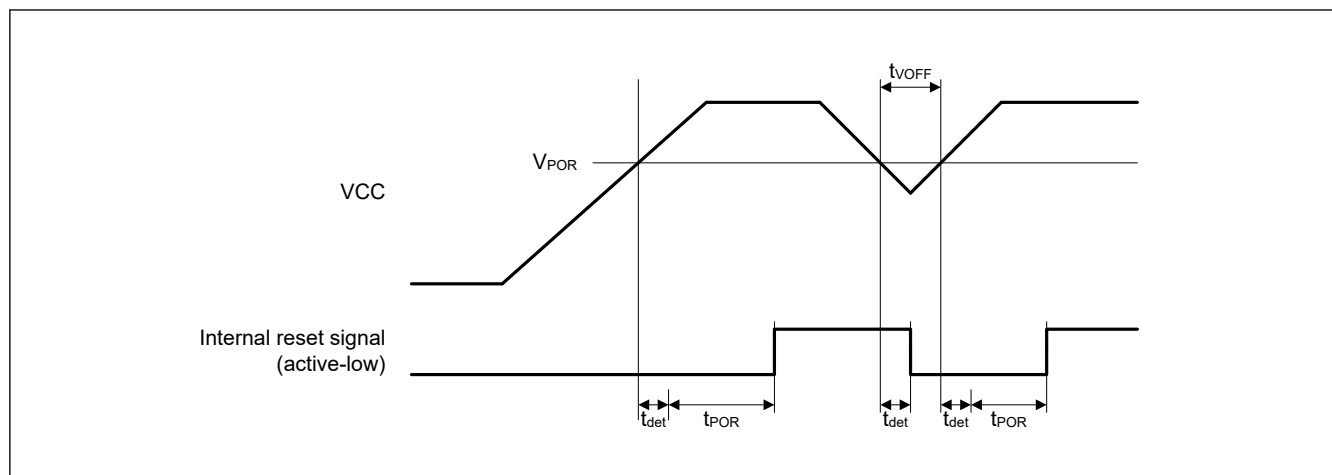 tVOFF
VPOR
VCC
Internal reset signal
(active-low)
tdet
tPOR
tdet
tdet
tPOR